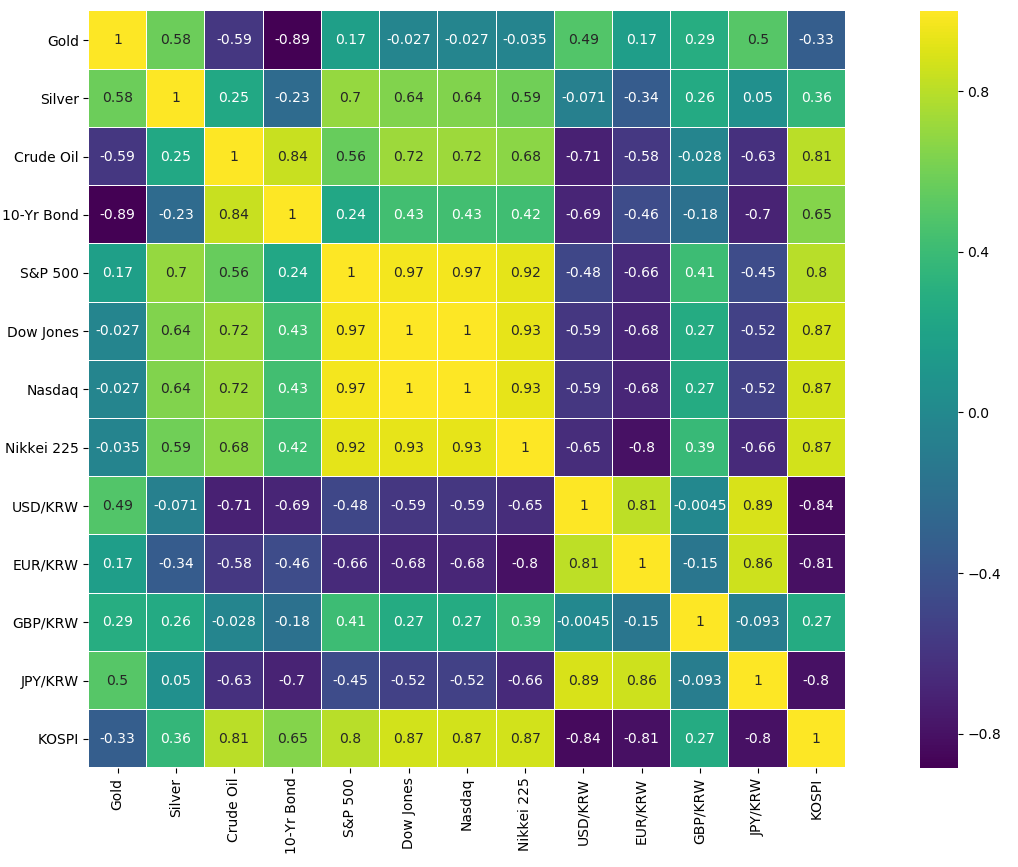 Gold 1 0.58 -0.59 -0.89 0.17 -0.027 -0.027 -0.035 0.49 0.17 0.29 0.5 -0.33
Silver 0.58 1 0.25 -0.23 0.7 0.64 0.64 0.59 -0.071 -0.34 0.26 0.05 0.36
0.8
Crude Oil -0.59 0.25 1 0.84 0.56 0.72 0.72 0.68 -0.71 -0.58 -0.028 -0.63 0.81
10-Yr Bond -0.89 -0.23 0.84 1 0.24 0.43 0.43 0.42 -0.69 -0.46 -0.18 -0.7 0.65
0.4
S&P 500 0.17 0.7 0.56 0.24 1 0.97 0.97 0.92 -0.48 -0.66 0.41 -0.45 0.8
Dow Jones -0.027 0.64 0.72 0.43 0.97 1 1 0.93 -0.59 -0.68 0.27 -0.52 0.87
Nasdaq -0.027 0.64 0.72 0.43 0.97 1 1 0.93 -0.59 -0.68 0.27 -0.52 0.87
0.0
Nikkei 225 -0.035 0.59 0.68 0.42 0.92 0.93 0.93 1 -0.65 -0.8 0.39 -0.66 0.87
USD/KRW 0.49 -0.071 -0.71 -0.69 -0.48 -0.59 -0.59 -0.65 1 0.81 -0.0045 0.89 -0.84
EUR/KRW 0.17 -0.34 -0.58 -0.46 -0.66 -0.68 -0.68 -0.8 0.81 1 -0.15 0.86 -0.81
−0.4
GBP/KRW 0.29 0.26 -0.028 -0.18 0.41 0.27 0.27 0.39 -0.0045 -0.15 1 -0.093 0.27
JPY/KRW 0.5 0.05 -0.63 -0.7 -0.45 -0.52 -0.52 -0.66 0.89 0.86 -0.093 1 -0.8
KOSPI -0.33 0.36 0.81 0.65 0.8 0.87 0.87 0.87 -0.84 -0.81 0.27 -0.8 1
−0.8
Gold
Silver
Crude Oil
10-Yr Bond
S&P 500
Dow Jones
Nasdaq
Nikkei 225
USD/KRW
EUR/KRW
GBP/KRW
JPY/KRW
KOSPI